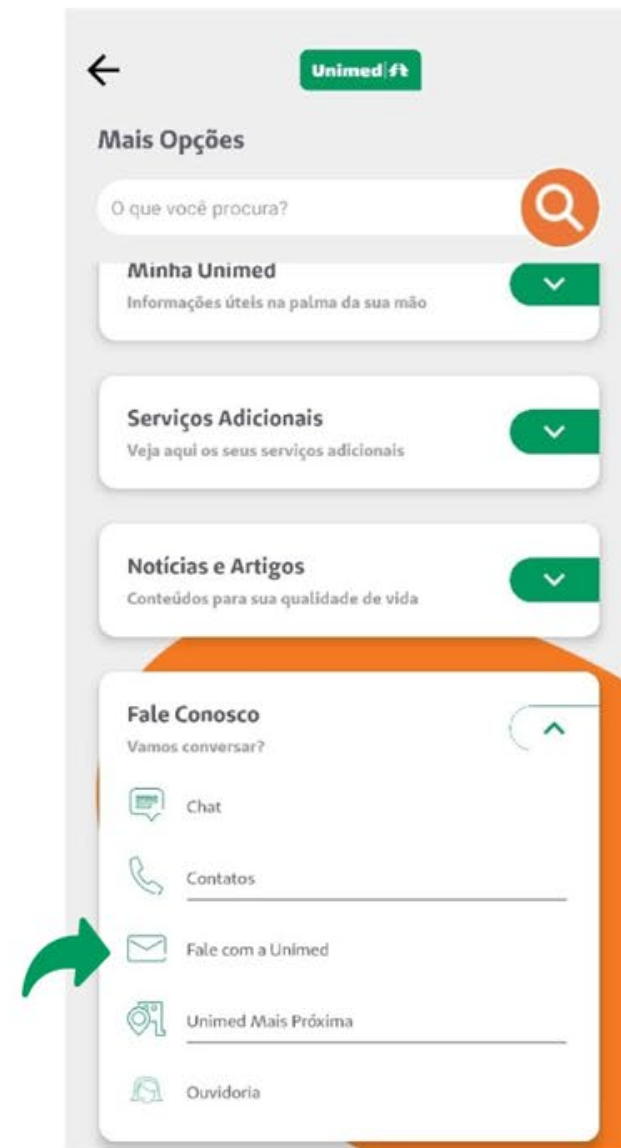 Unimed ft
Mais Opções
O que você procura?
Minha Unimed
Informações úteis na palma da sua mão
Serviços Adicionais
Veja aqui os seus serviços adicionais
Notícias e Artigos
Conteúdos para sua qualidade de vida
Fale Conosco
Vamos conversar?
Chat
Contatos
Fale com a Unimed
Unimed Mais Próxima
Ouvidoria